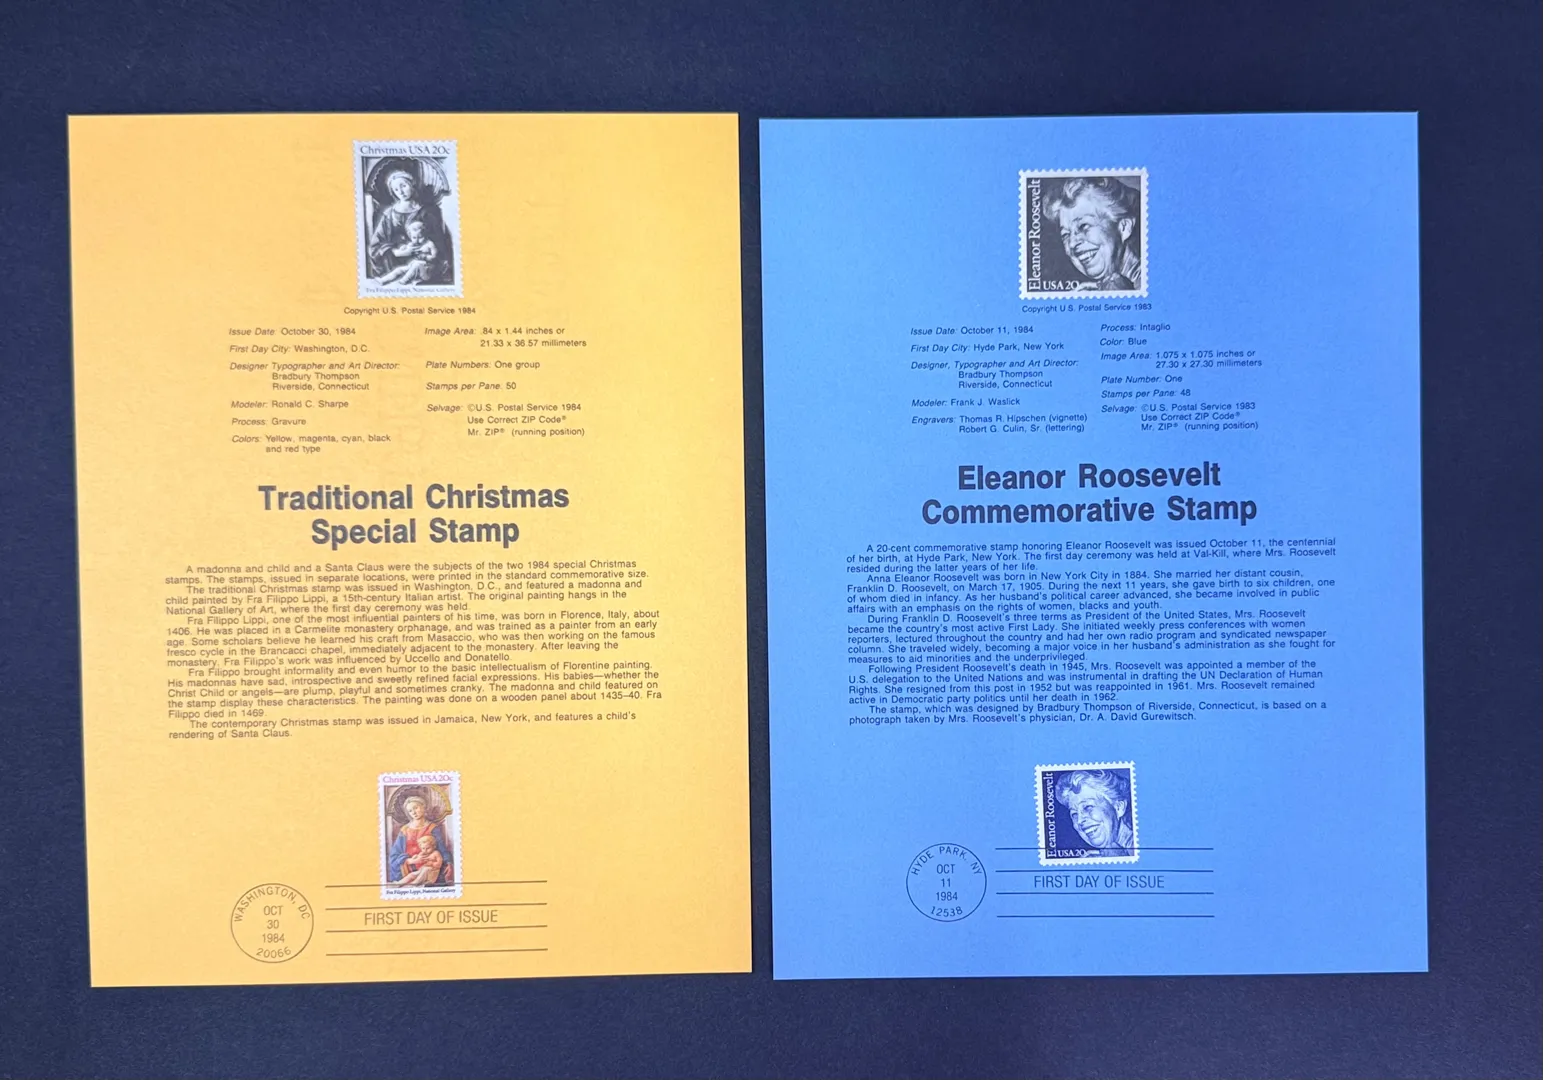 Christmas USA 20c
Fra Filippo Lippi, National Gallery
Copyright U.S. Postal Service 1984
Issue Date: October 30, 1984
First Day City: Washington, D.C.
Designer Typographer and Art Director:
Bradbury Thompson
Riverside, Connecticut
Modeler: Ronald C. Sharpe
Process: Gravure
Colors: Yellow, magenta, cyan, black
and red type
Image Area: .84 x 1.44 inches or
21.33 x 36.57 millimeters
Plate Numbers: One group
Stamps per Pane: 50
Selvage: ©U.S. Postal Service 1984
Use Correct ZIP Code®
Mr. ZIP® (running position)
Traditional Christmas
Special Stamp
A madonna and child and a Santa Claus were the subjects of the two 1984 special Christmas
stamps. The stamps, issued in separate locations, were printed in the standard commemorative size.
The traditional Christmas stamp was issued in Washington, D.C., and featured a madonna and
child painted by Fra Filippo Lippi, a 15th-century Italian artist. The original painting hangs in the
National Gallery of Art, where the first day ceremony was held.
Fra Filippo Lippi, one of the most influential painters of his time, was born in Florence, Italy, about
1406. He was placed in a Carmelite monastery orphanage, and was trained as a painter from an early
age. Some scholars believe he learned his craft from Masaccio, who was then working on the famous
fresco cycle in the Brancacci chapel, immediately adjacent to the monastery. After leaving the
monastery, Fra Filippo's work was influenced by Uccello and Donatello.
Fra Filippo brought informality and even humor to the basic intellectualism of Florentine painting.
His madonnas have sad, introspective and sweetly refined facial expressions. His babies—whether the
Christ Child or angels—are plump, playful and sometimes cranky. The madonna and child featured on
the stamp display these characteristics. The painting was done on a wooden panel about 1435-40. Fra
Filippo died in 1469.
The contemporary Christmas stamp was issued in Jamaica, New York, and features a child's
rendering of Santa Claus.
Christmas USA 20c
Fra Filippo Lippi, National Gallery
WASHINGTON, DC
OCT
30
1984
20066
FIRST DAY OF ISSUE
Eleanor Roosevelt
USA 20c
Copyright U.S. Postal Service 1983
Issue Date: October 11, 1984
First Day City: Hyde Park, New York
Designer, Typographer and Art Director:
Bradbury Thompson
Riverside, Connecticut
Modeler: Frank J. Waslick
Engravers: Thomas R. Hipschen (vignette)
Robert G. Culin, Sr. (lettering)
Process: Intaglio
Color: Blue
Image Area: 1.075 x 1.075 inches or
27.30 x 27.30 millimeters
Plate Number: One
Stamps per Pane: 48
Selvage: ©U.S. Postal Service 1983
Use Correct ZIP Code®
Mr. ZIP® (running position)
Eleanor Roosevelt
Commemorative Stamp
A 20-cent commemorative stamp honoring Eleanor Roosevelt was issued October 11, the centennial
of her birth, at Hyde Park, New York. The first day ceremony was held at Val-Kill, where Mrs. Roosevelt
resided during the latter years of her life.
Anna Eleanor Roosevelt was born in New York City in 1884. She married her distant cousin,
Franklin D. Roosevelt, on March 17, 1905. During the next 11 years, she gave birth to six children, one
of whom died in infancy. As her husband's political career advanced, she became involved in public
affairs with an emphasis on the rights of women, blacks and youth.
During Franklin D. Roosevelt's three terms as President of the United States, Mrs. Roosevelt
became the country's most active First Lady. She initiated weekly press conferences with women
reporters, lectured throughout the country and had her own radio program and syndicated newspaper
column. She traveled widely, becoming a major voice in her husband's administration as she fought for
measures to aid minorities and the underprivileged.
Following President Roosevelt's death in 1945, Mrs. Roosevelt was appointed a member of the
U.S. delegation to the United Nations and was instrumental in drafting the UN Declaration of Human
Rights. She resigned from this post in 1952 but was reappointed in 1961. Mrs. Roosevelt remained
active in Democratic party politics until her death in 1962.
The stamp, which was designed by Bradbury Thompson of Riverside, Connecticut, is based on a
photograph taken by Mrs. Roosevelt's physician, Dr. A. David Gurewitsch.
Eleanor Roosevelt
USA 20c
HYDE PARK, NY
OCT
11
1984
12538
FIRST DAY OF ISSUE